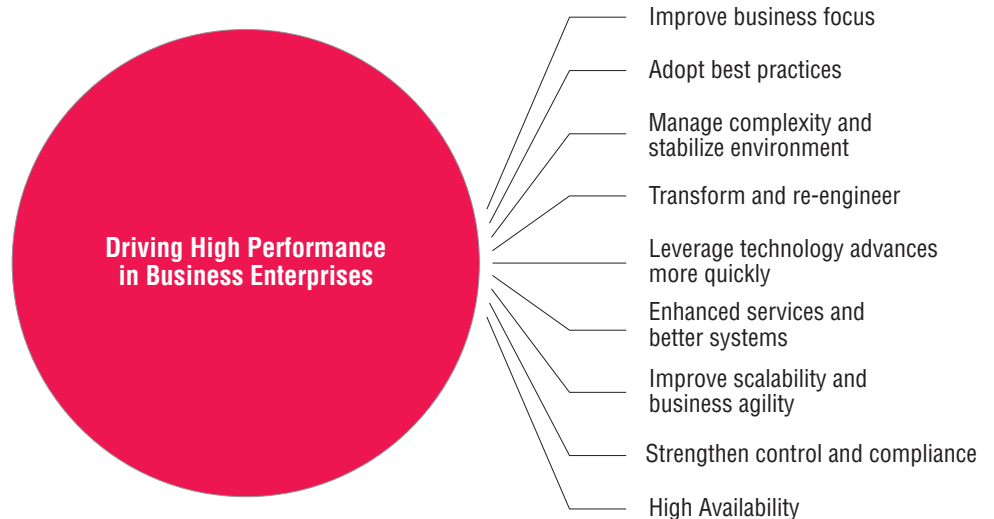 Improve business focus
Adopt best practices
Manage complexity and
stabilize environment
Transform and re-engineer
Driving High Performance
in Business Enterprises
Leverage technology advances
more quickly
Enhanced services and
better systems
Improve scalability and
business agility
Strengthen control and compliance
High Availability